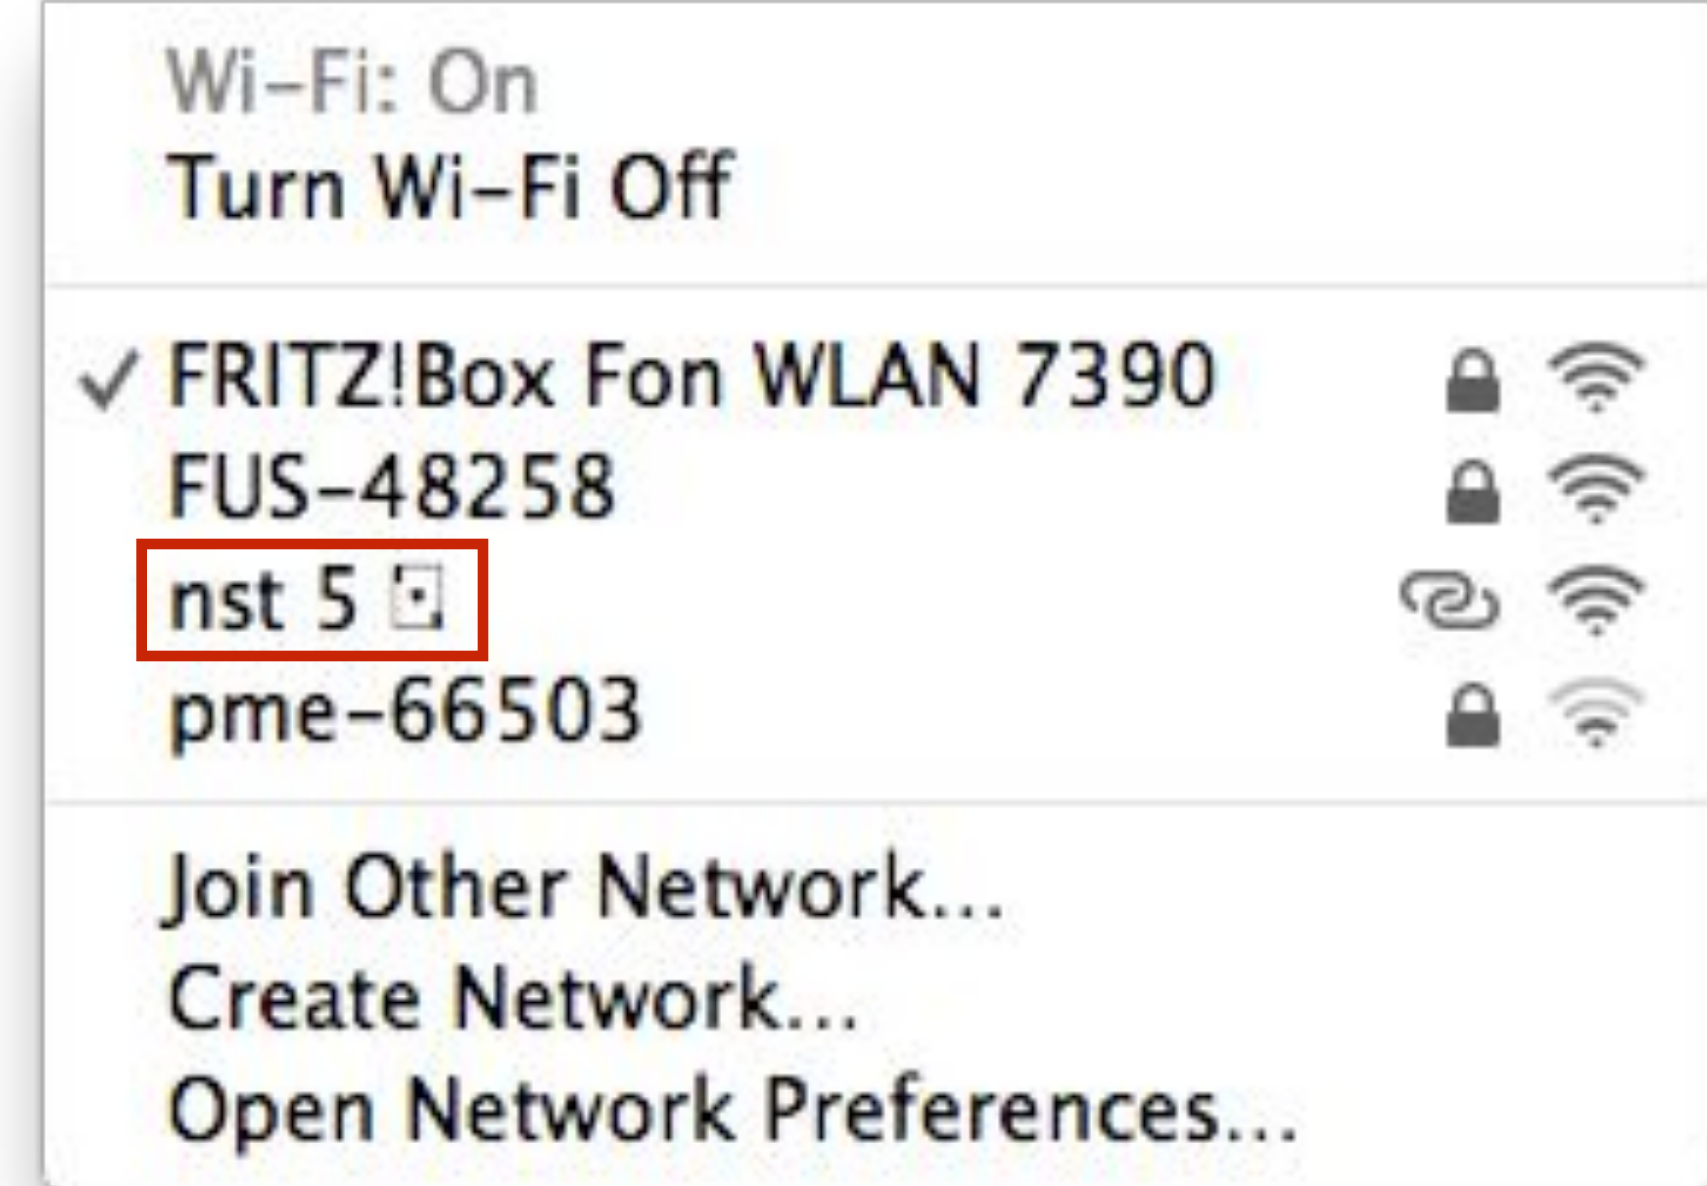 Wi-Fi: On
Turn Wi-Fi Off
FRITZ!Box Fon WLAN 7390
FUS-48258
nst 5
pme-66503
Join Other Network...
Create Network...
Open Network Preferences...